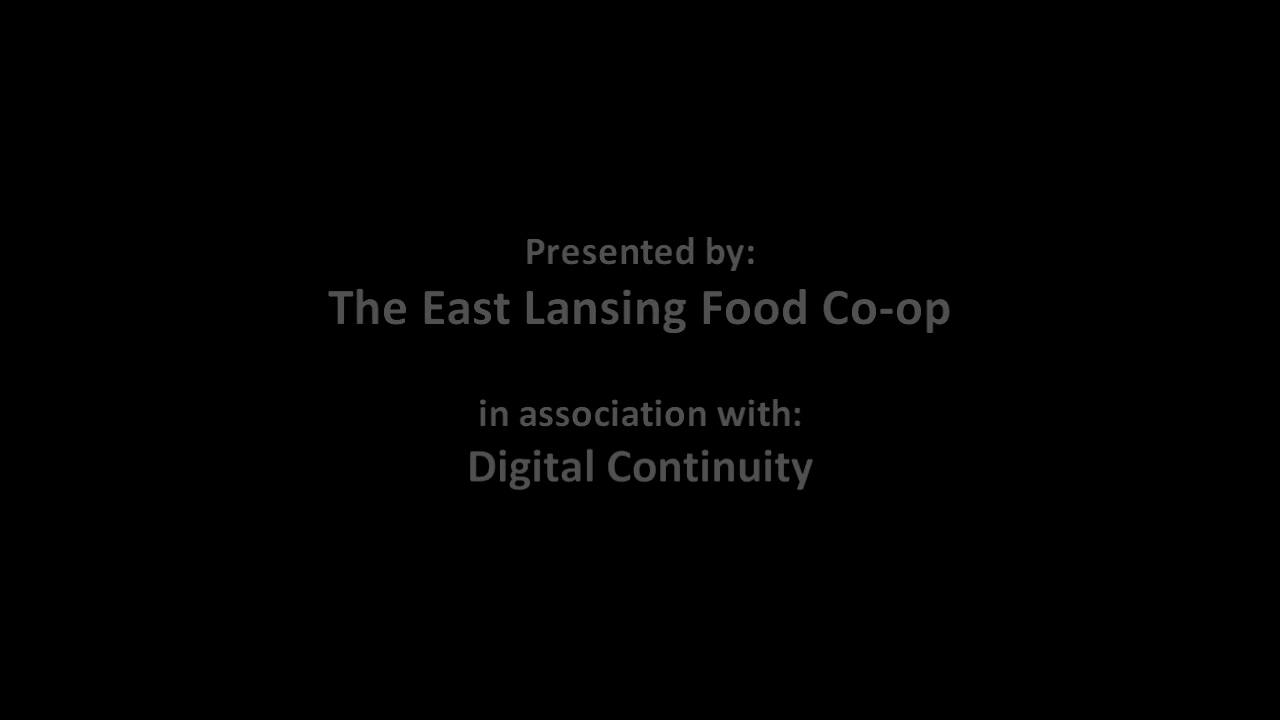 Presented by:
The East Lansing Food Co-op
in association with:
Digital Continuity